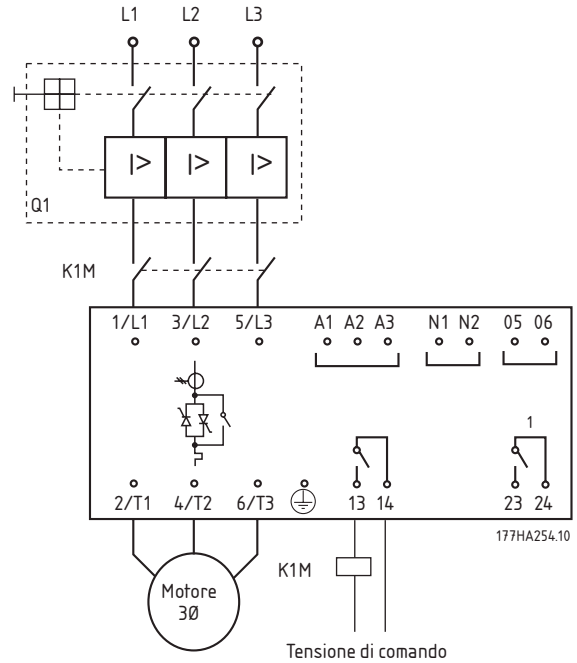 L1 L2 L3
I> I> I>
Q1
K1M
1/L1 3/L2 5/L3 A1 A2 A3 N1 N2 05 06
1
2/T1 4/T2 6/T3 13 14 23 24
177HA254.10
K1M
Motore
3Ø
Tensione di comando